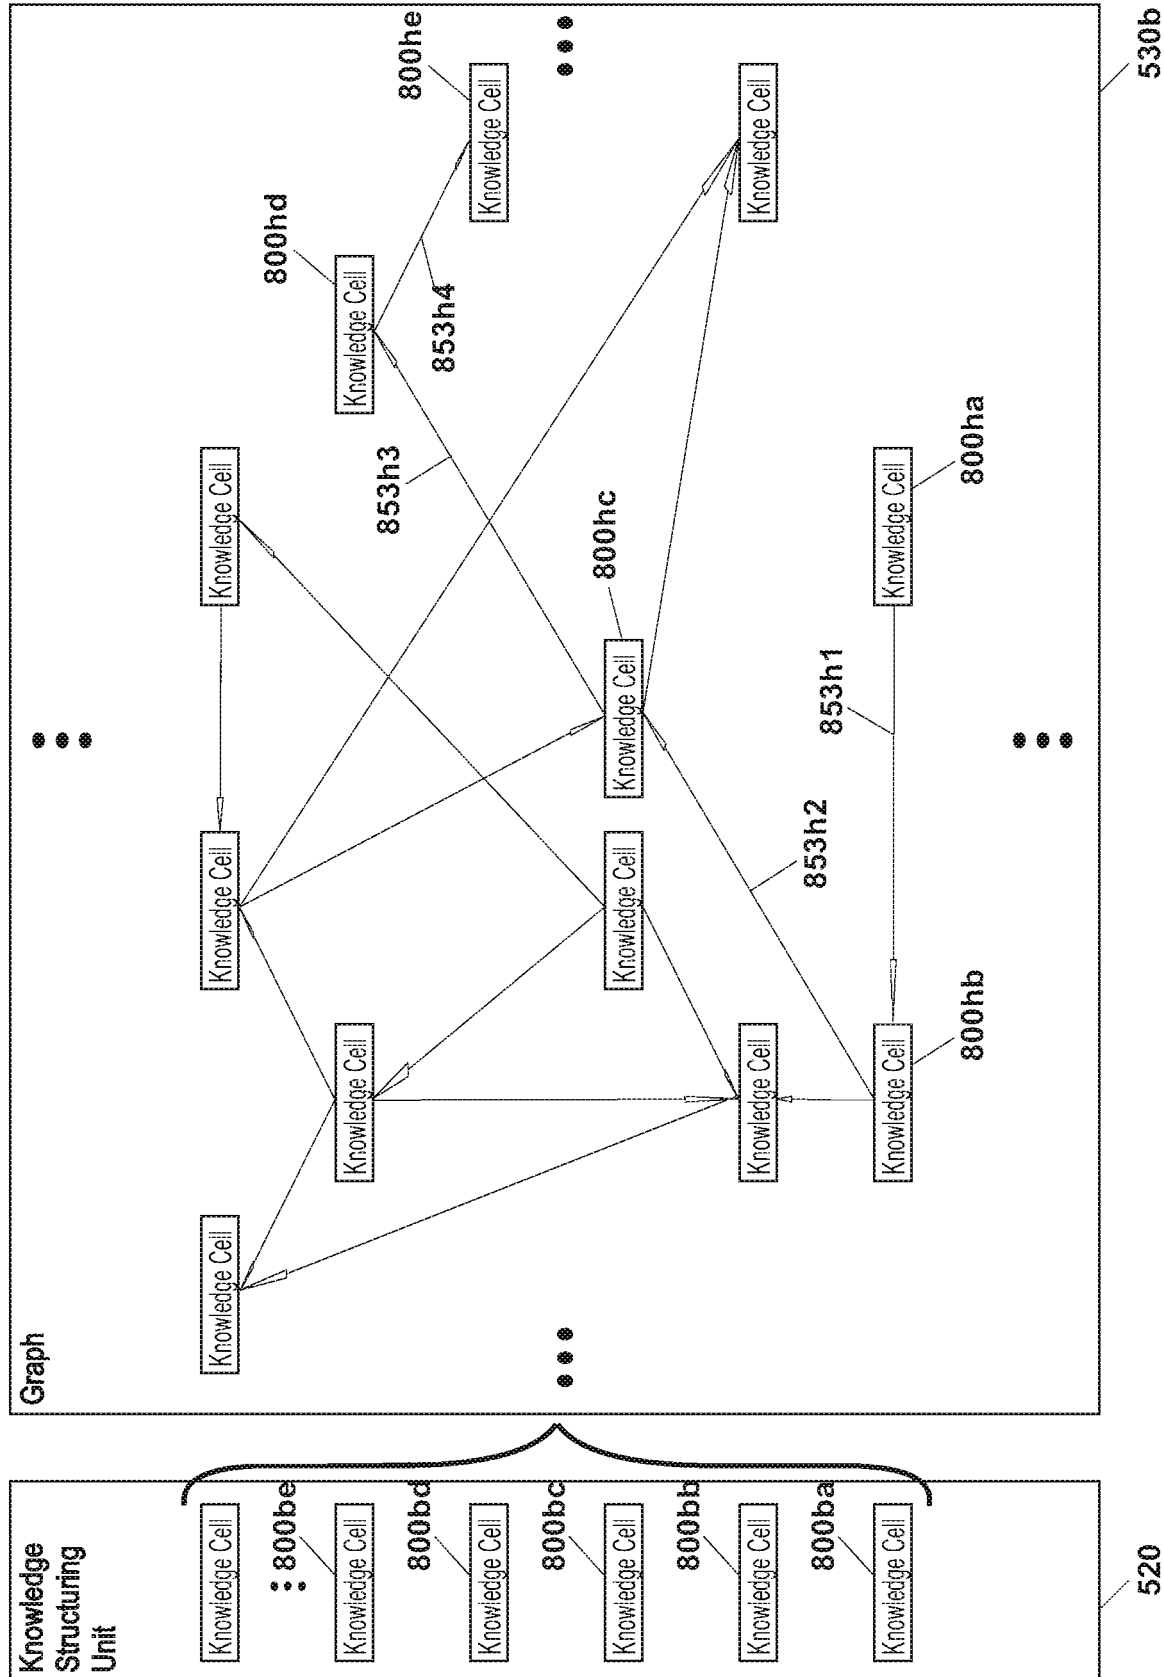 Knowledge
Structuring
Unit
Knowledge Cell
800be
Knowledge Cell
800bd
Knowledge Cell
800bc
Knowledge Cell
800bb
Knowledge Cell
800ba
Knowledge Cell
520
Graph
Knowledge Cell
Knowledge Cell
Knowledge Cell
Knowledge Cell
800hd
Knowledge Cell
800he
Knowledge Cell
853h4
853h3
Knowledge Cell
800hc
Knowledge Cell
Knowledge Cell
Knowledge Cell
853h2
853h1
Knowledge Cell
800hb
Knowledge Cell
800ha
530b